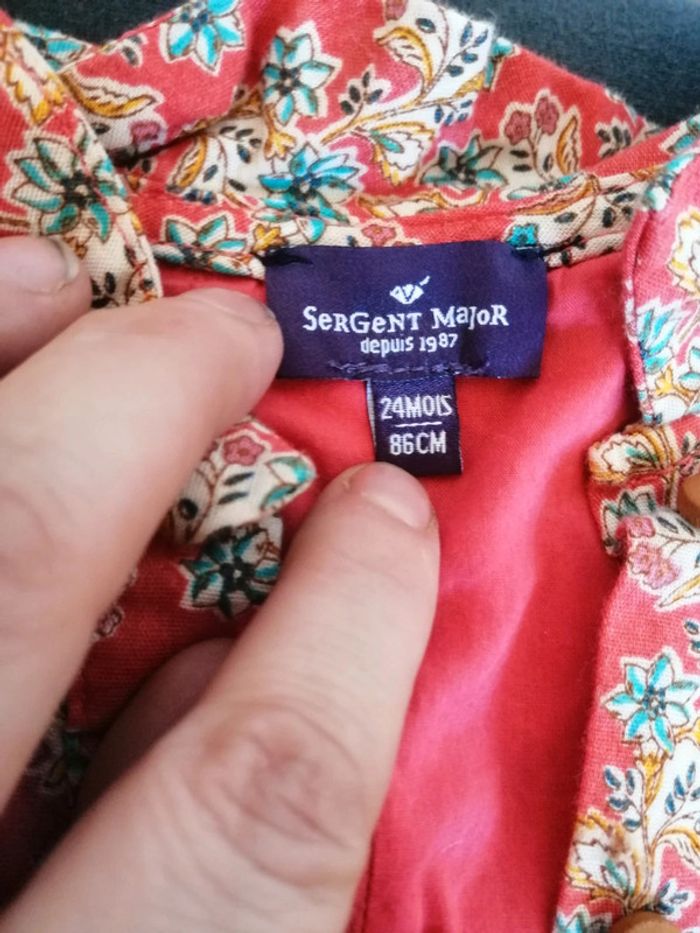 SerGeNT MaJoR
depuis 1987
24MOIS
86CM